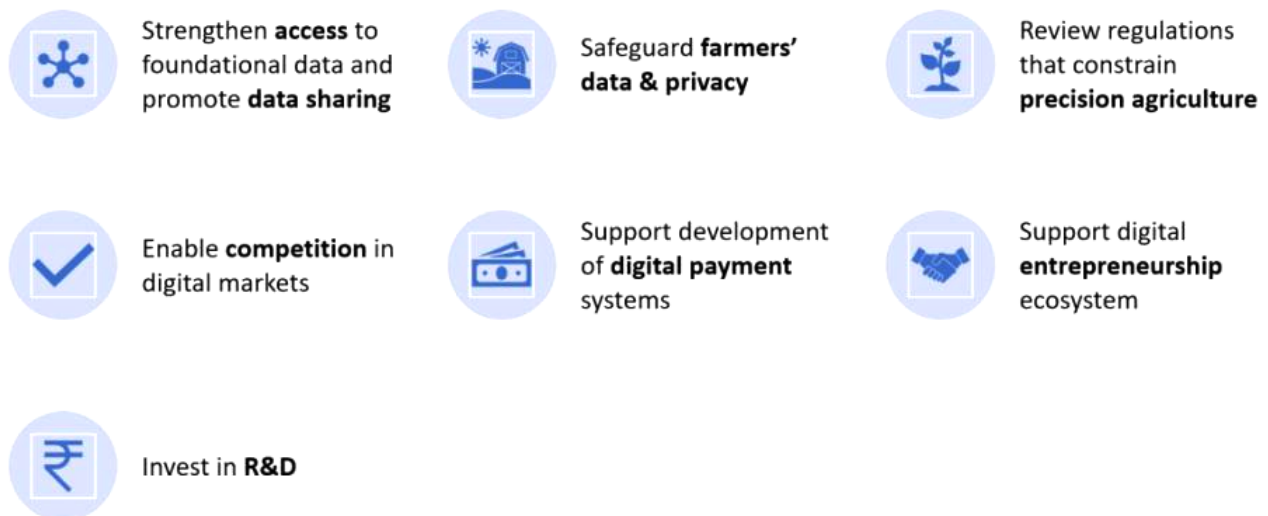 Strengthen access to
foundational data and
promote data sharing
Safeguard farmers’
data & privacy
Review regulations
that constrain
precision agriculture
Enable competition in
digital markets
Support development
of digital payment
systems
Support digital
entrepreneurship
ecosystem
₹
Invest in R&D